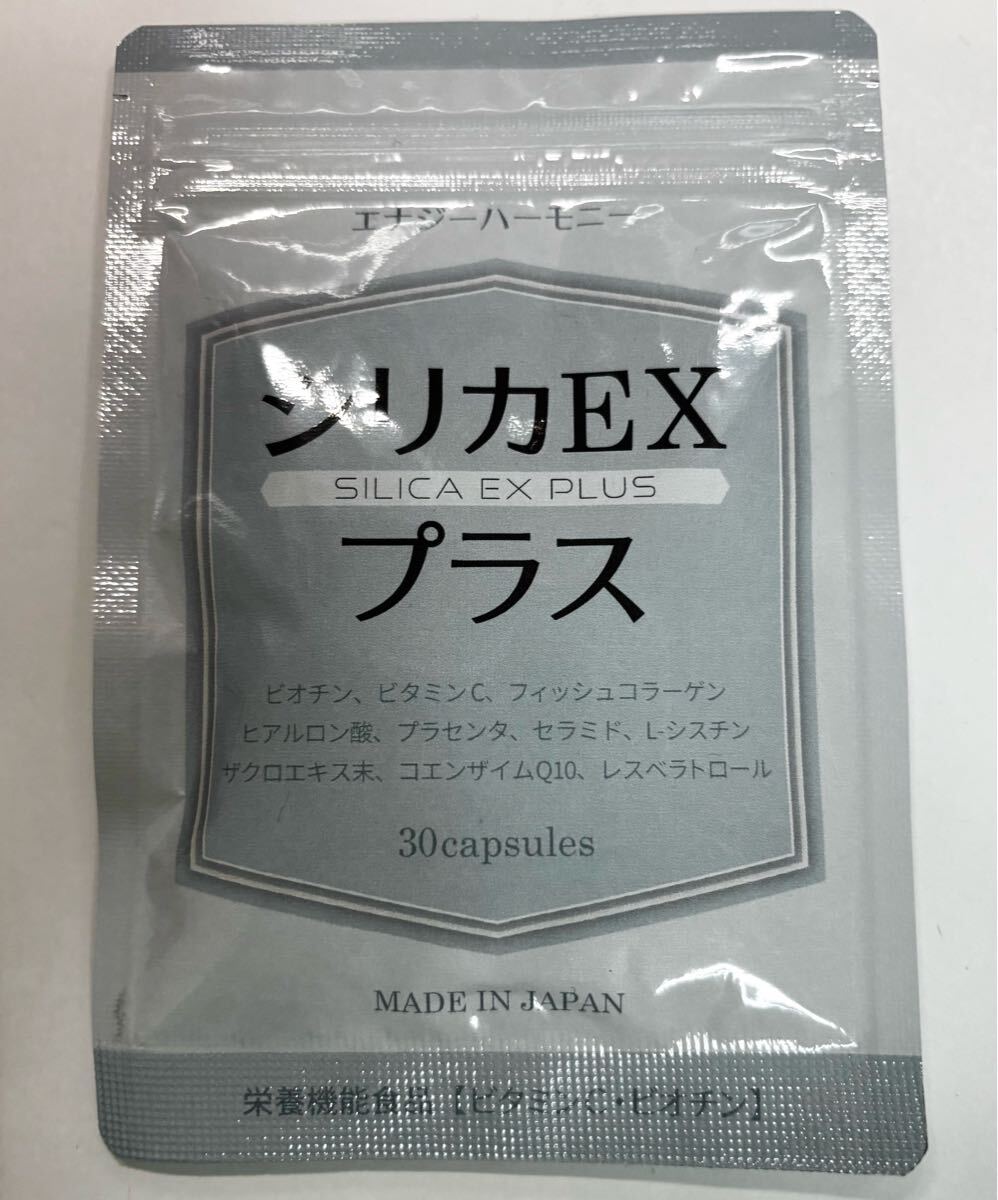 エナジーハーモニー
シリカEX
SILICA EX PLUS
プラス
ビオチン、ビタミンC、フィッシュコラーゲン
ヒアルロン酸、プラセンタ、セラミド、L-シスチン
ザクロエキス末、コエンザイムQ10、レスベラトロール
30capsules
MADE IN JAPAN
栄養機能食品【ビタミンC・ビオチン】